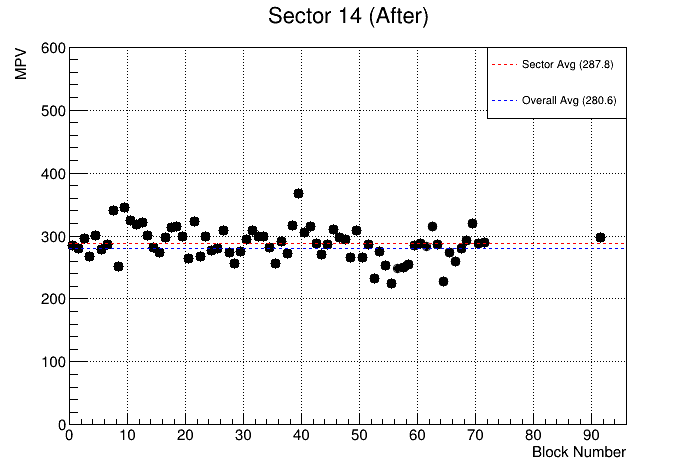 Sector 14 (After)
MPV
600
500
400
300
200
100
0
Sector Avg (287.8)
Overall Avg (280.6)
0 10 20 30 40 50 60 70 80 90
Block Number